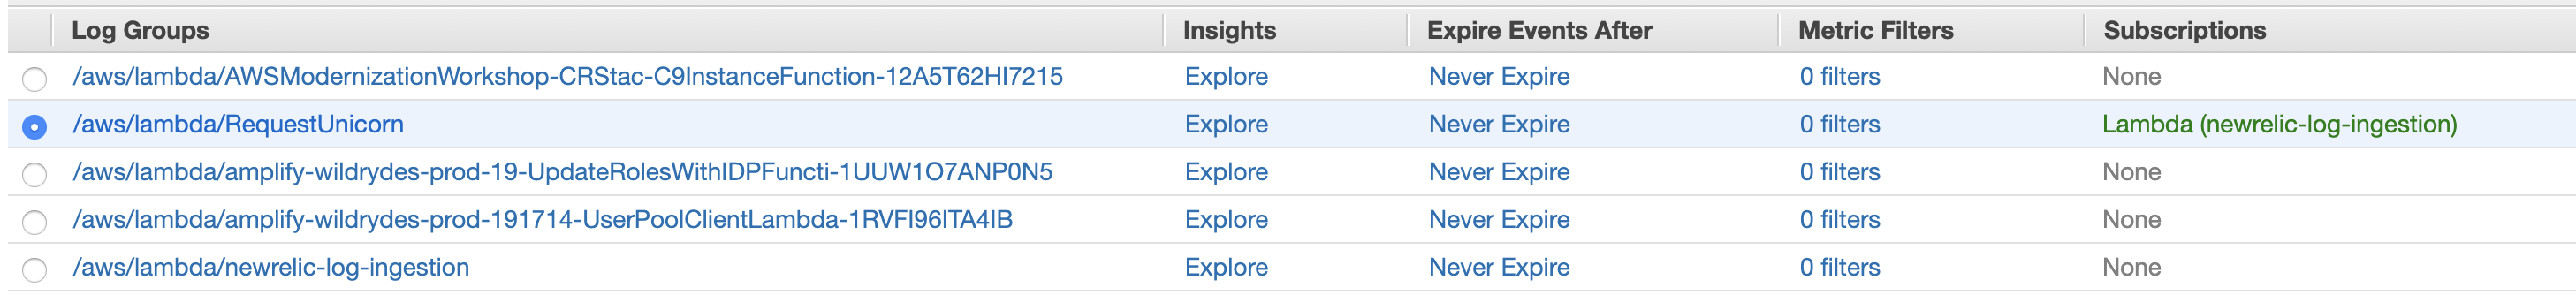 Log Groups Insights Expire Events After Metric Filters Subscriptions
/aws/lambda/AWSModernizationWorkshop-CRStac-C9InstanceFunction-12A5T62HI7215 Explore Never Expire 0 filters None
/aws/lambda/RequestUnicorn Explore Never Expire 0 filters Lambda (newrelic-log-ingestion)
/aws/lambda/amplify-wildrydes-prod-19-UpdateRolesWithIDPFuncti-1UUW1O7ANP0N5 Explore Never Expire 0 filters None
/aws/lambda/amplify-wildrydes-prod-191714-UserPoolClientLambda-1RVFI96ITA4IB Explore Never Expire 0 filters None
/aws/lambda/newrelic-log-ingestion Explore Never Expire 0 filters None